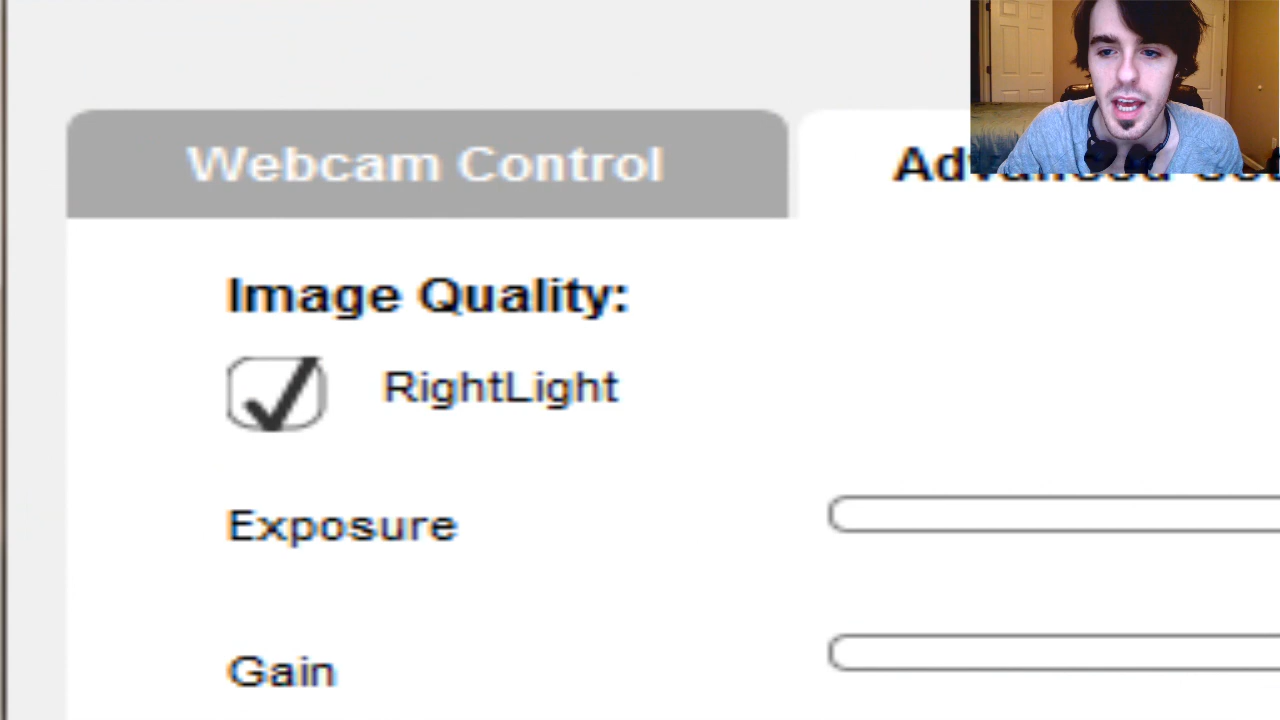 Webcam Control
Image Quality:
RightLight
Exposure
Gain